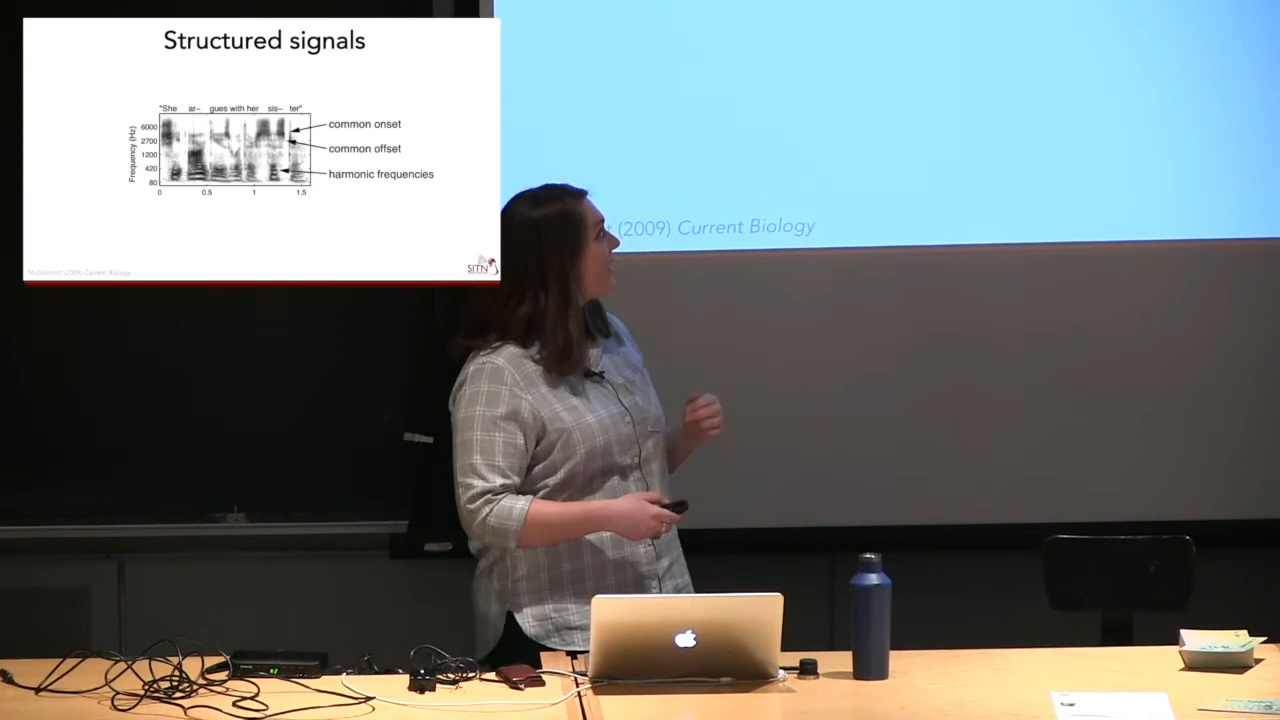 Structured signals
"She ar– gues with her sis– ter"
Frequency (Hz)
6000
2700
1200
420
80
0 0.5 1 1.5
common onset
common offset
harmonic frequencies
McDermott (2009) Current Biology
SITN
(2009) Current Biology